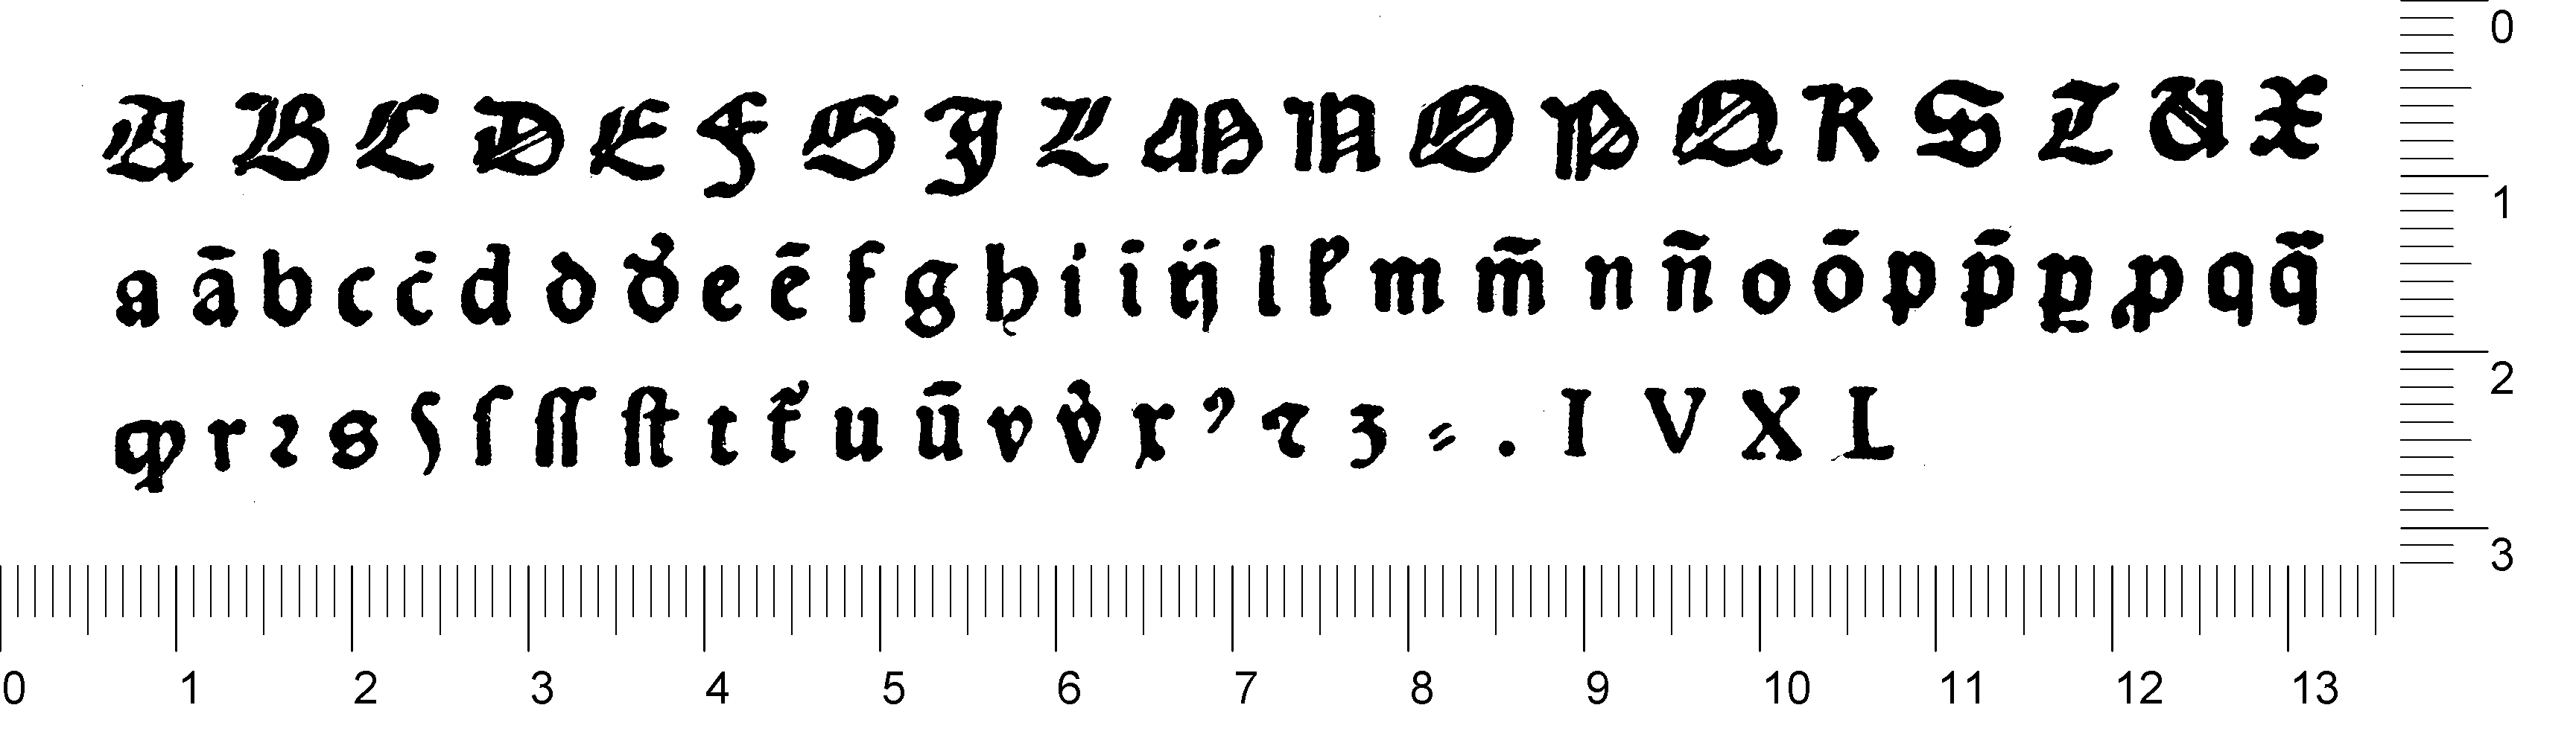 A B C D E F G J L M N O P Q R S T U X
a ā b c c̄ d d d̛ e ē f g h i ī ij l ꝉ m m̄ n n̄ o ō p p̄ ꝑ ꝓ q q̄
qꝫ r ꝛ s ſ ſ ſſ ſt t t̛ u ū v v̛ x ꝰ ⁊ ꝫ ⸗ . I V X L
0 1 2 3
0 1 2 3 4 5 6 7 8 9 10 11 12 13